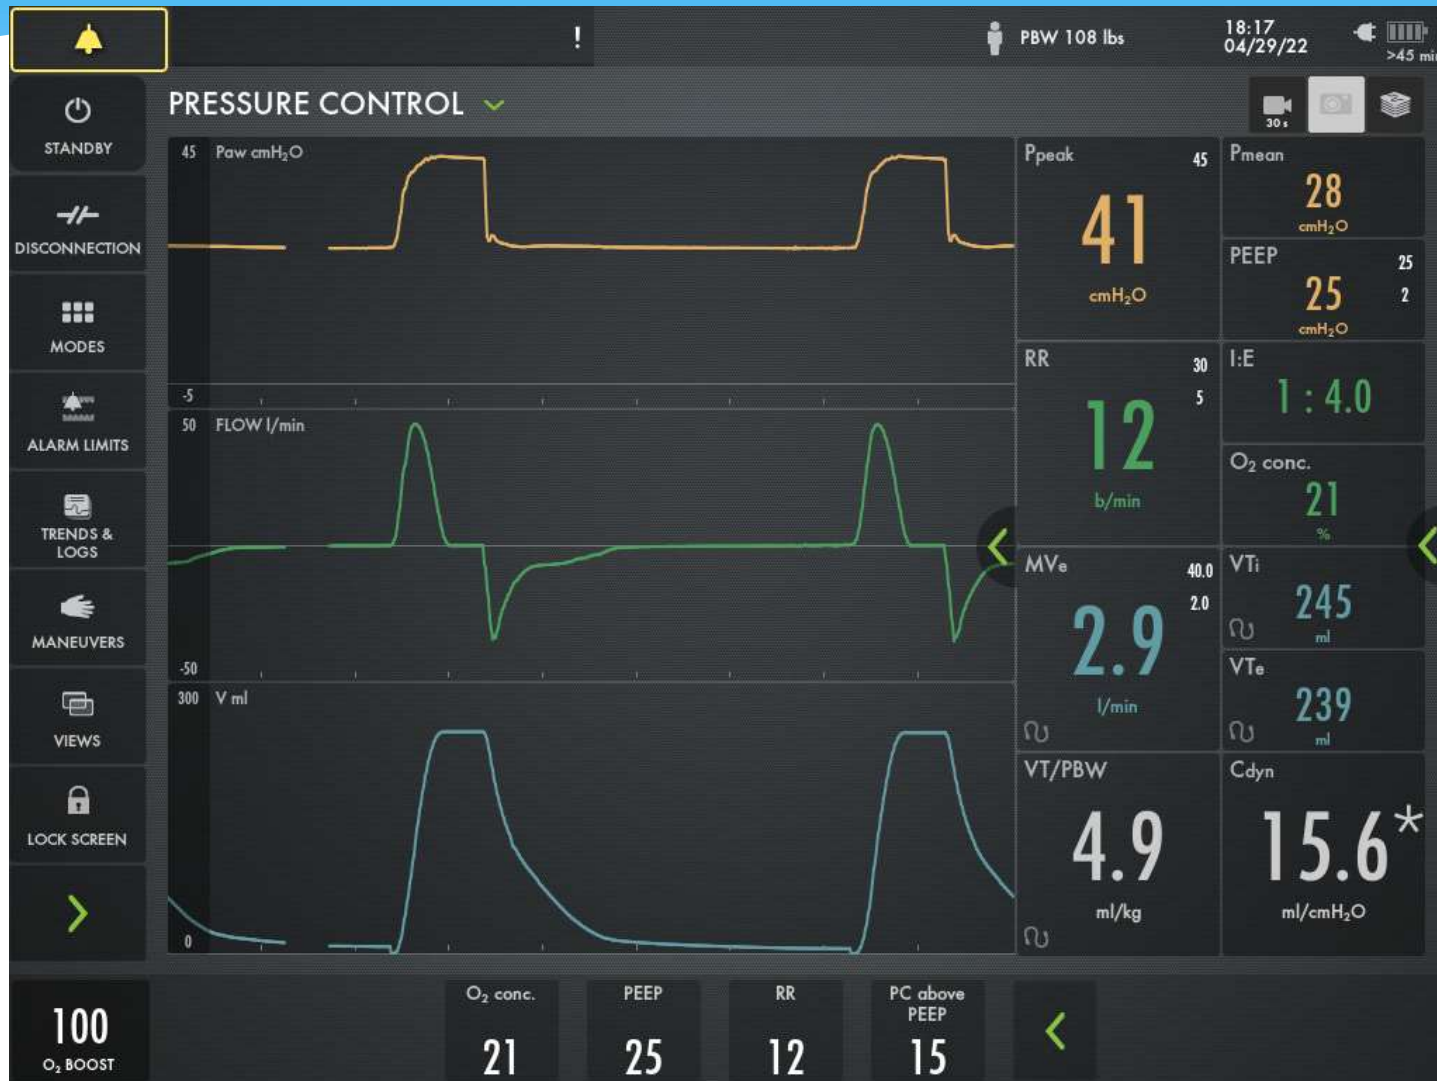 !
PBW 108 lbs
18:17
04/29/22
>45 min
STANDBY
DISCONNECTION
MODES
ALARM LIMITS
TRENDS &
LOGS
MANEUVERS
VIEWS
LOCK SCREEN
PRESSURE CONTROL
30 s
45 Paw cmH₂O
-5
50 FLOW l/min
-50
300 V ml
0
Ppeak 45
41
cmH₂O
Pmean
28
cmH₂O
PEEP 25
25 2
cmH₂O
RR 30
5
12
b/min
I:E
1 : 4.0
O₂ conc.
21
%
MVe 40.0
2.0
2.9
l/min
VTi
245
ml
VTe
239
ml
VT/PBW
4.9
ml/kg
Cdyn
15.6*
ml/cmH₂O
100
O₂ BOOST
O₂ conc.
21
PEEP
25
RR
12
PC above
PEEP
15